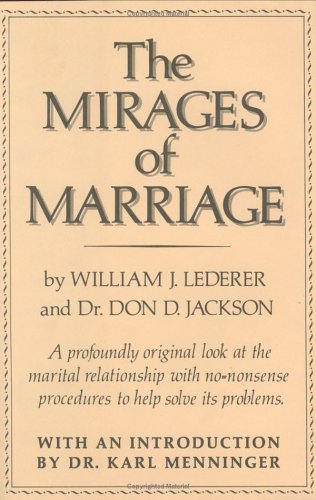 The
MIRAGES
of
MARRIAGE
by WILLIAM J. LEDERER
and Dr. DON D. JACKSON
A profoundly original look at the
marital relationship with no-nonsense
procedures to help solve its problems.
WITH AN INTRODUCTION
BY DR. KARL MENNINGER